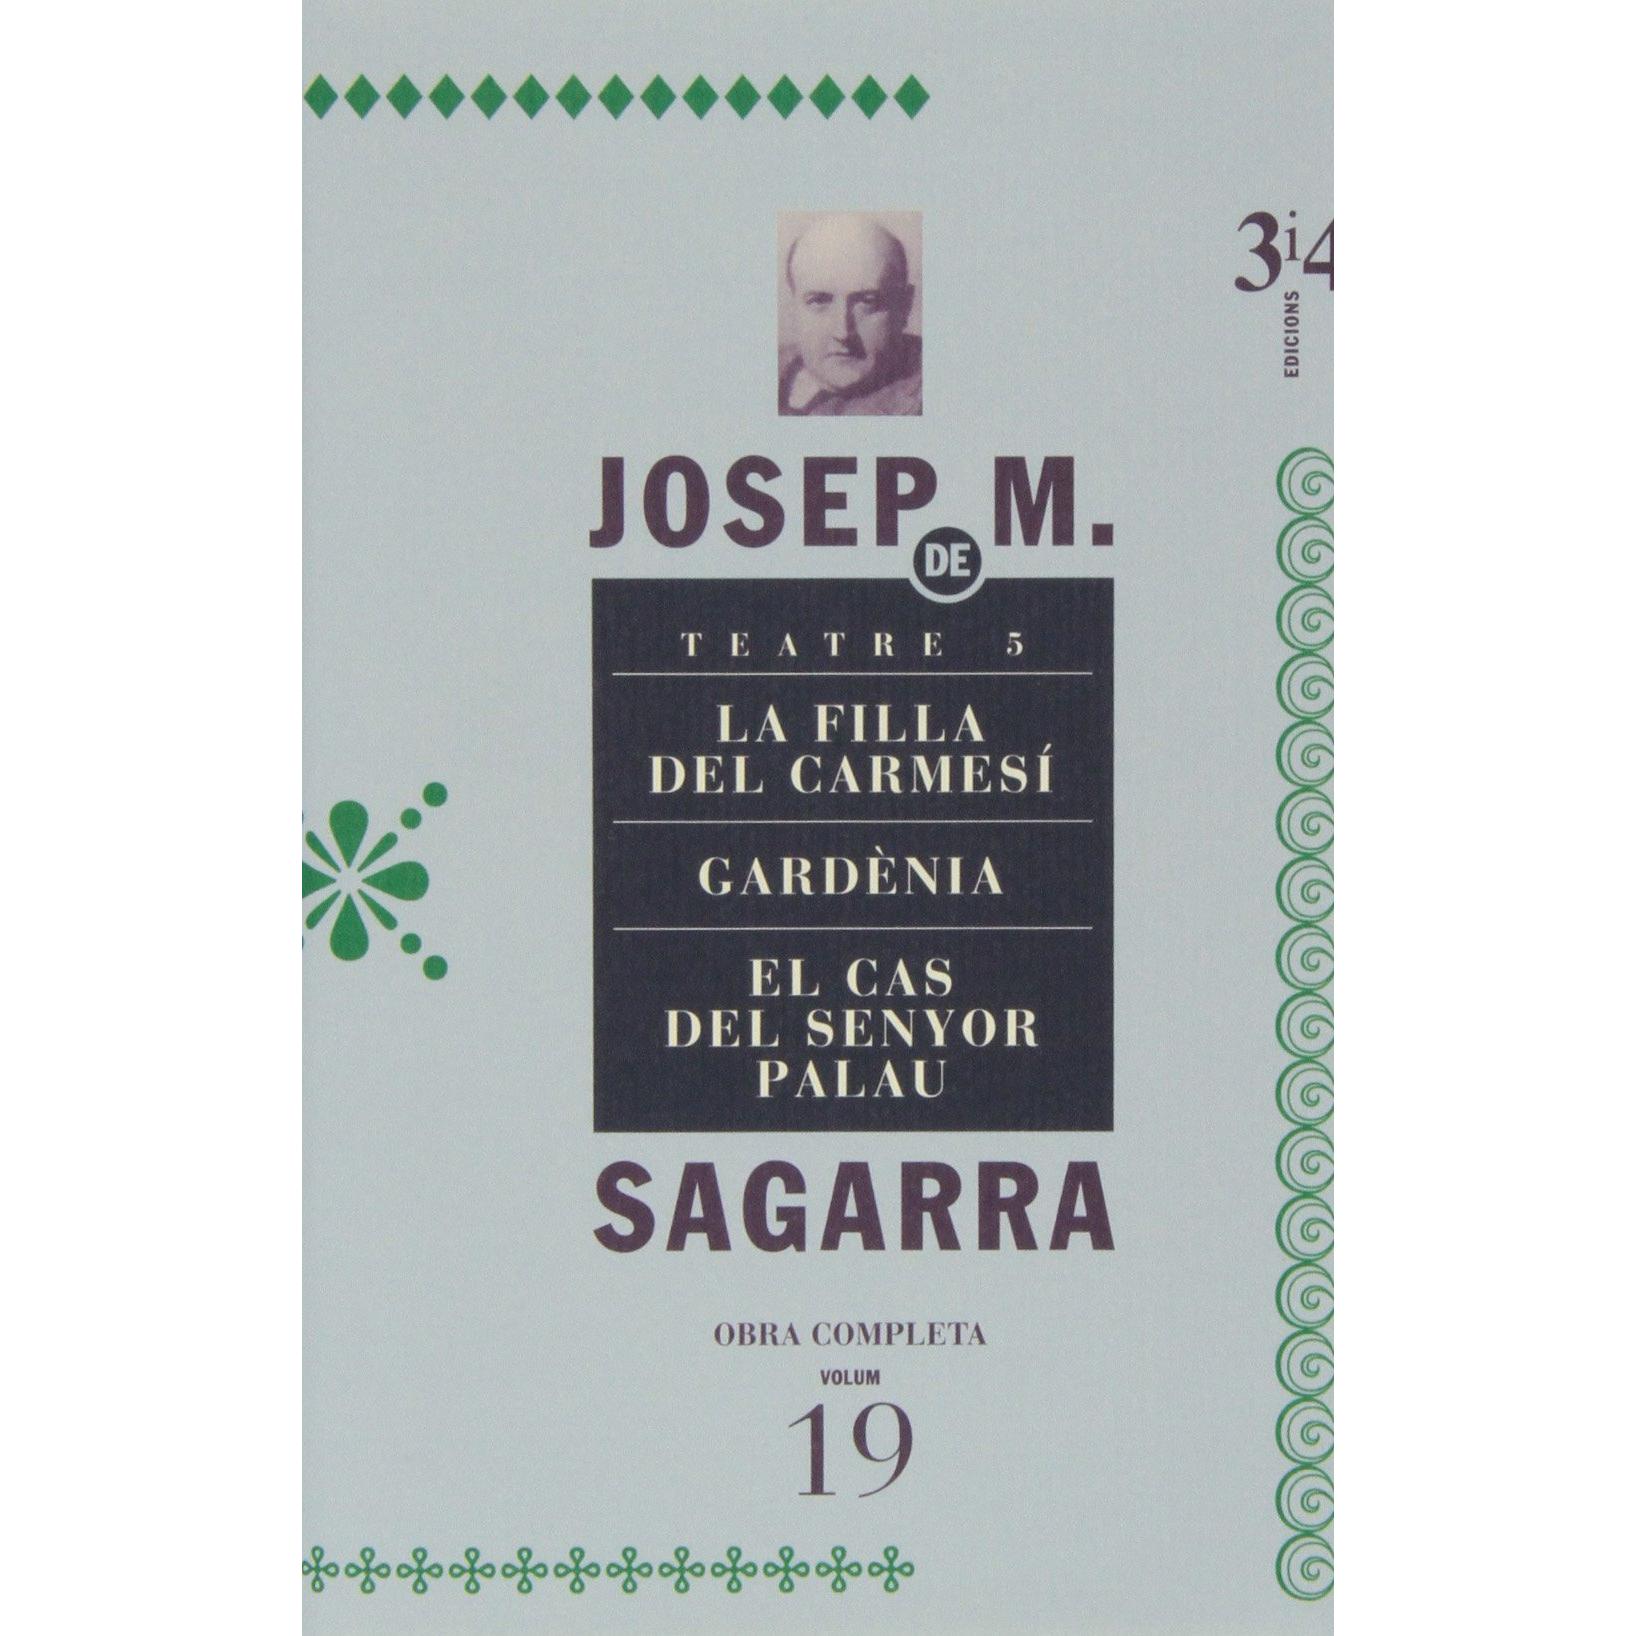 3i4
EDICIONS
JOSEP M.
DE
TEATRE 5
LA FILLA
DEL CARMESÍ
GARDÈNIA
EL CAS
DEL SENYOR
PALAU
SAGARRA
OBRA COMPLETA
VOLUM
19